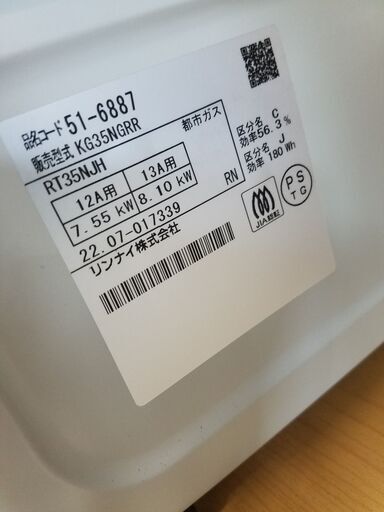 品名コード 51-6887
販売型式 KG35NGRR
RT35NJH
都市ガス
12A用 13A用
7.55 kW 8.10 kW
22.07-017339
リンナイ株式会社
RN
区分名 C
効率56.3%
区分名 J
効率 180 Wh
JIA認証
PS
TG